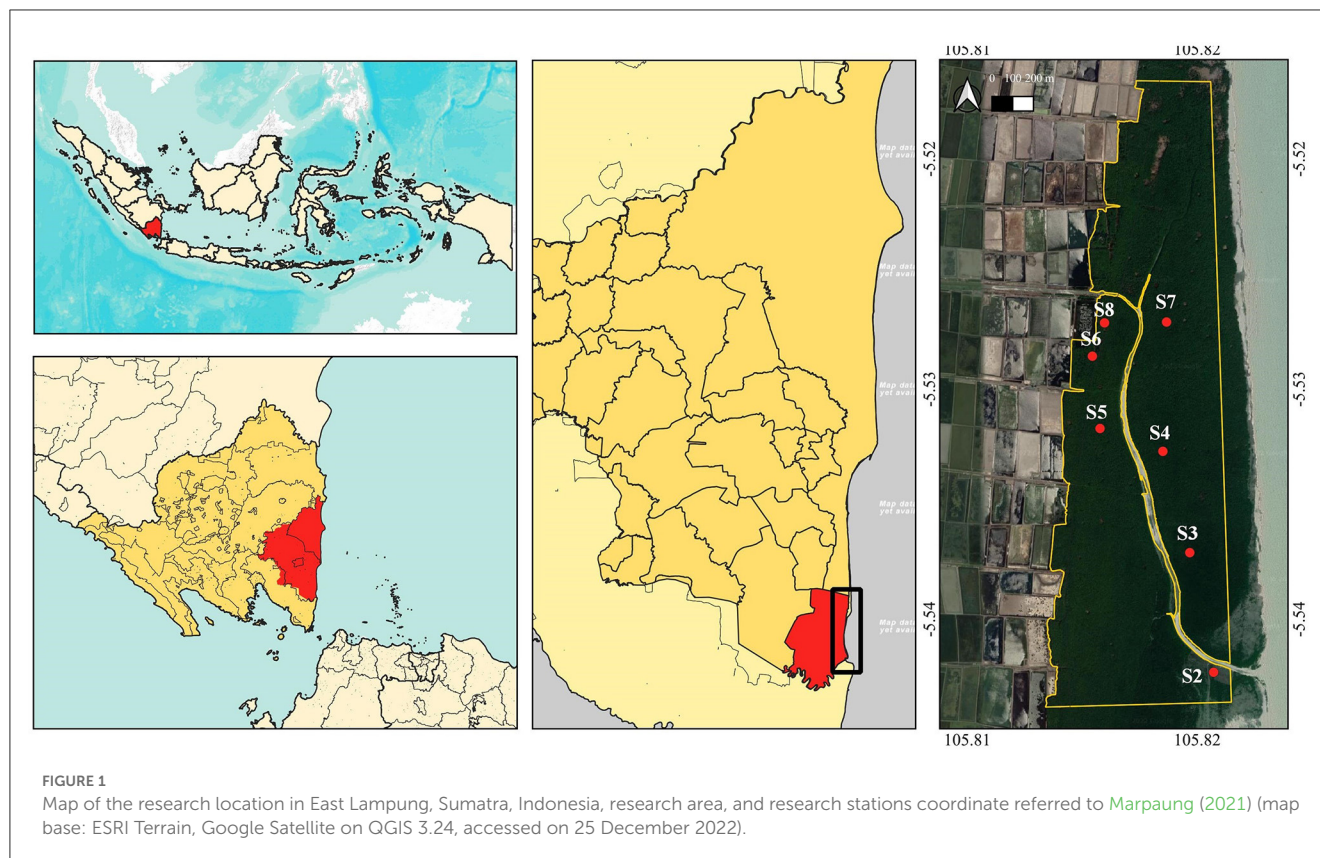 105.81 105.82
0 100 200 m
Map data
yet avail
-5.52
-5.52
Map data
yet avail
S8 S7
S6
Map data
yet avail
-5.53
-5.53
S5
S4
Map data
yet avail
S3
Map data
yet avail
-5.54
-5.54
S2
105.81 105.82
FIGURE 1
Map of the research location in East Lampung, Sumatra, Indonesia, research area, and research stations coordinate referred to Marpaung (2021) (map
base: ESRI Terrain, Google Satellite on QGIS 3.24, accessed on 25 December 2022).